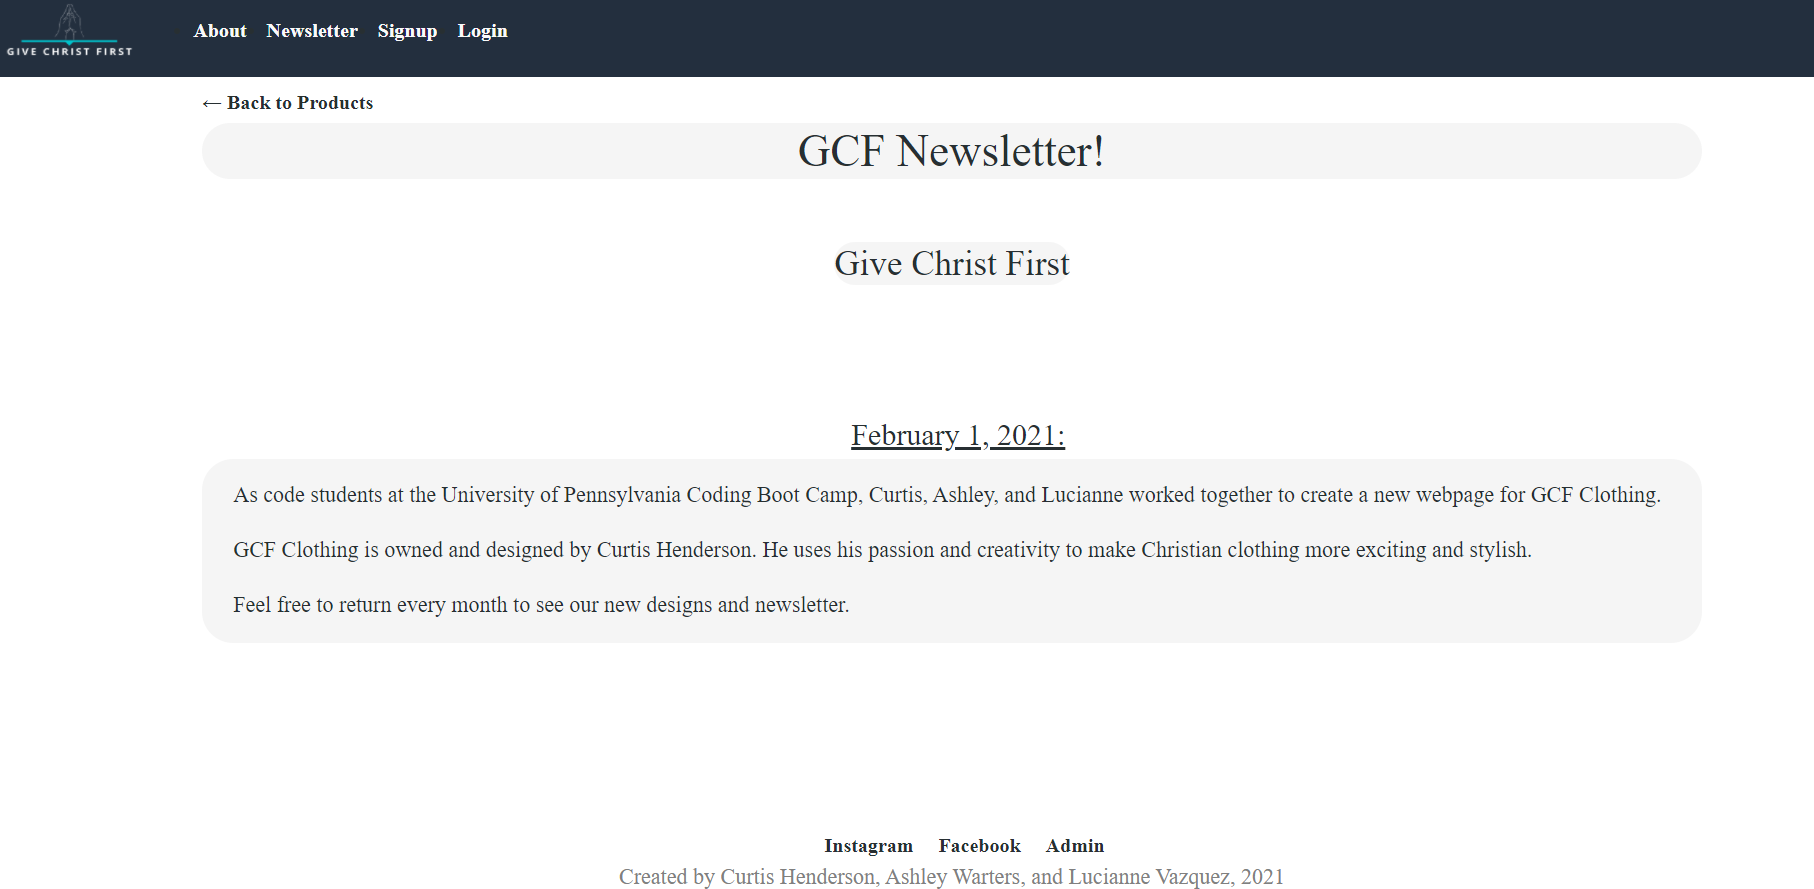 GIVE CHRIST FIRST
About Newsletter Signup Login
← Back to Products
GCF Newsletter!
Give Christ First
February 1, 2021:
As code students at the University of Pennsylvania Coding Boot Camp, Curtis, Ashley, and Lucianne worked together to create a new webpage for GCF Clothing.
GCF Clothing is owned and designed by Curtis Henderson. He uses his passion and creativity to make Christian clothing more exciting and stylish.
Feel free to return every month to see our new designs and newsletter.
Instagram Facebook Admin
Created by Curtis Henderson, Ashley Warters, and Lucianne Vazquez, 2021